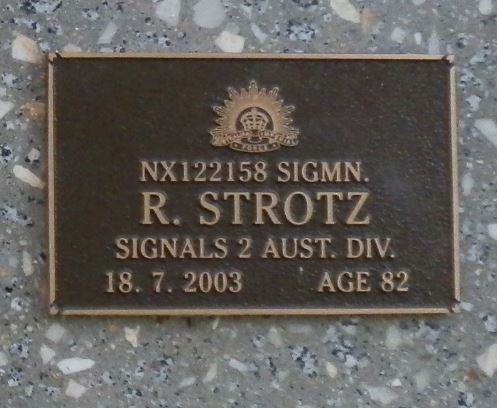 NX122158 SIGMN.
R. STROTZ
SIGNALS 2 AUST. DIV.
18. 7. 2003 AGE 82